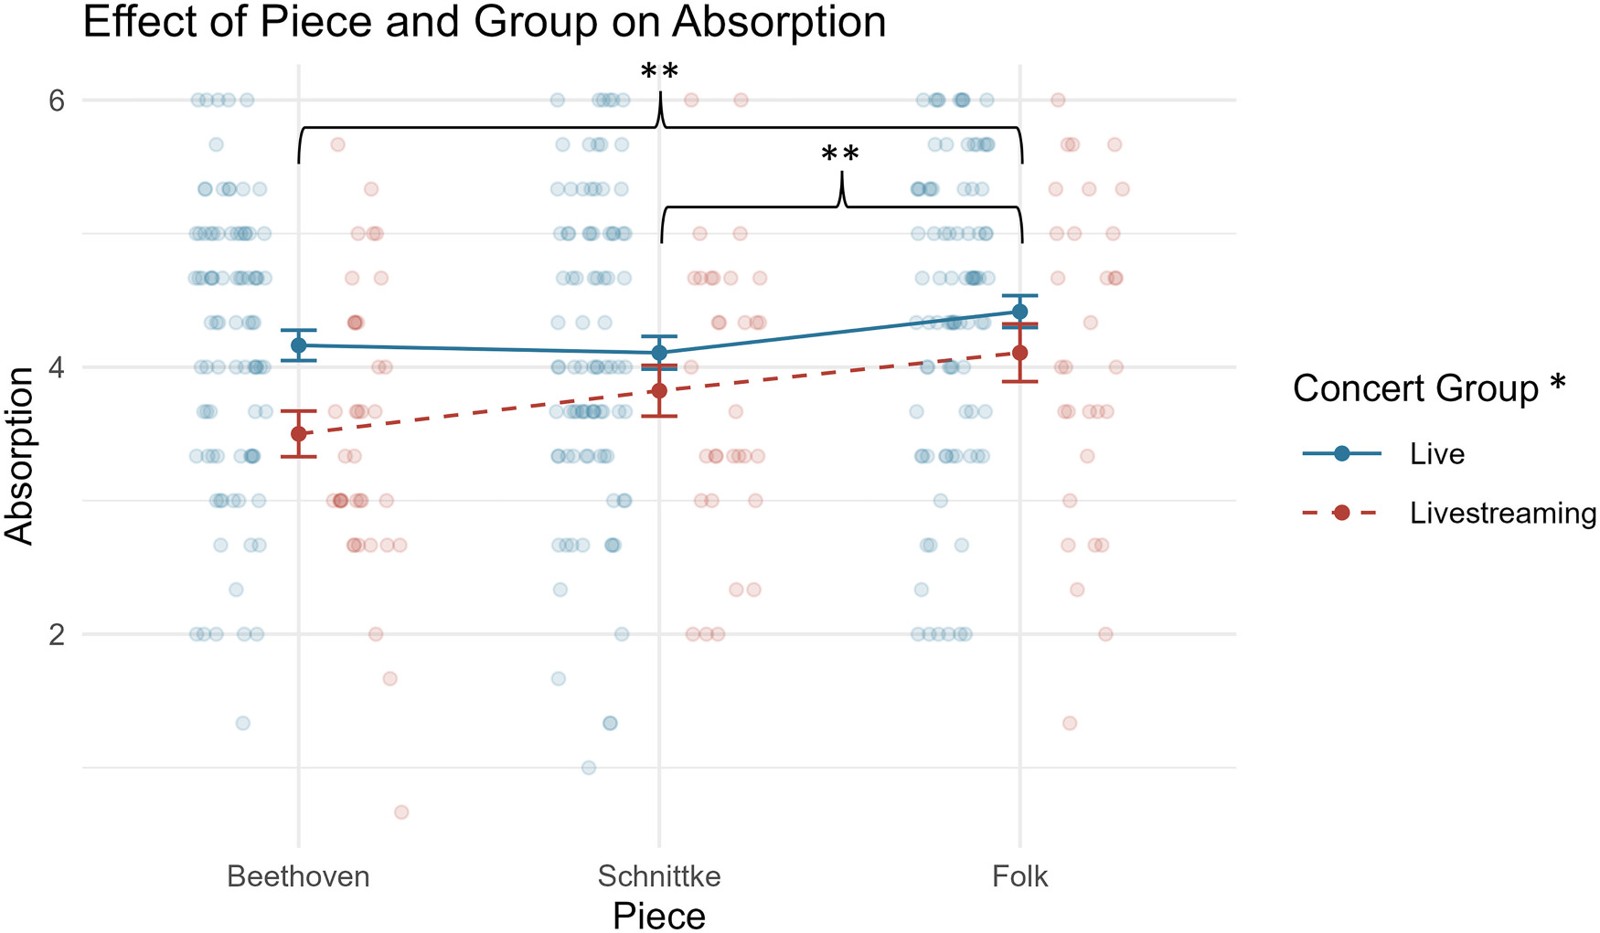 Effect of Piece and Group on Absorption
**
**
6
4
2
Absorption
Beethoven
Schnittke
Folk
Piece
Concert Group *
Live
Livestreaming